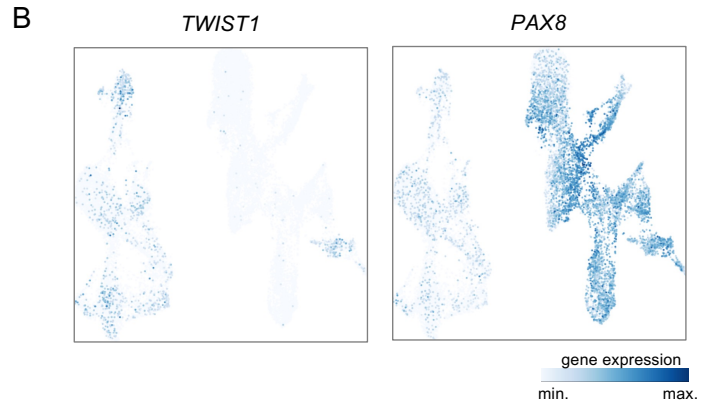 B
TWIST1
PAX8
gene expression
min.
max.